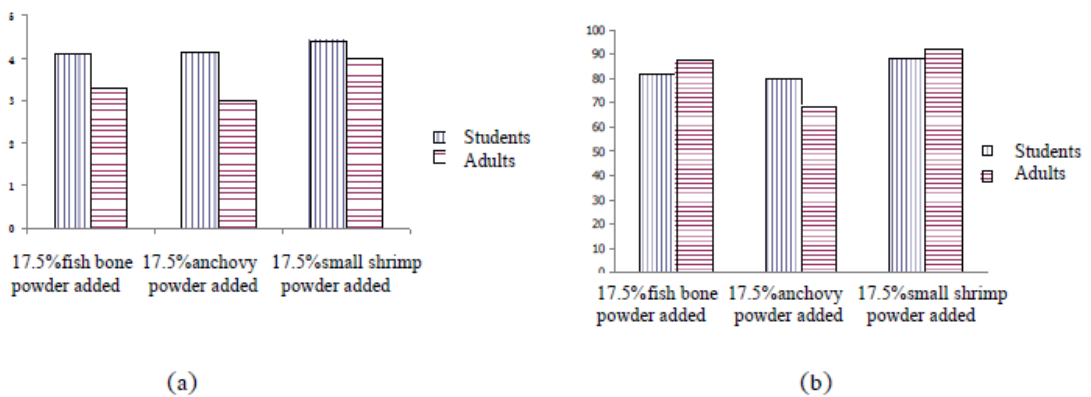 5
4
3
2
1
0
17.5%fish bone 17.5%anchovy 17.5%small shrimp
powder added powder added powder added
Students
Adults
(a)
100
90
80
70
60
50
40
30
20
10
0
17.5%fish bone 17.5%anchovy 17.5%small shrimp
powder added powder added powder added
Students
Adults
(b)